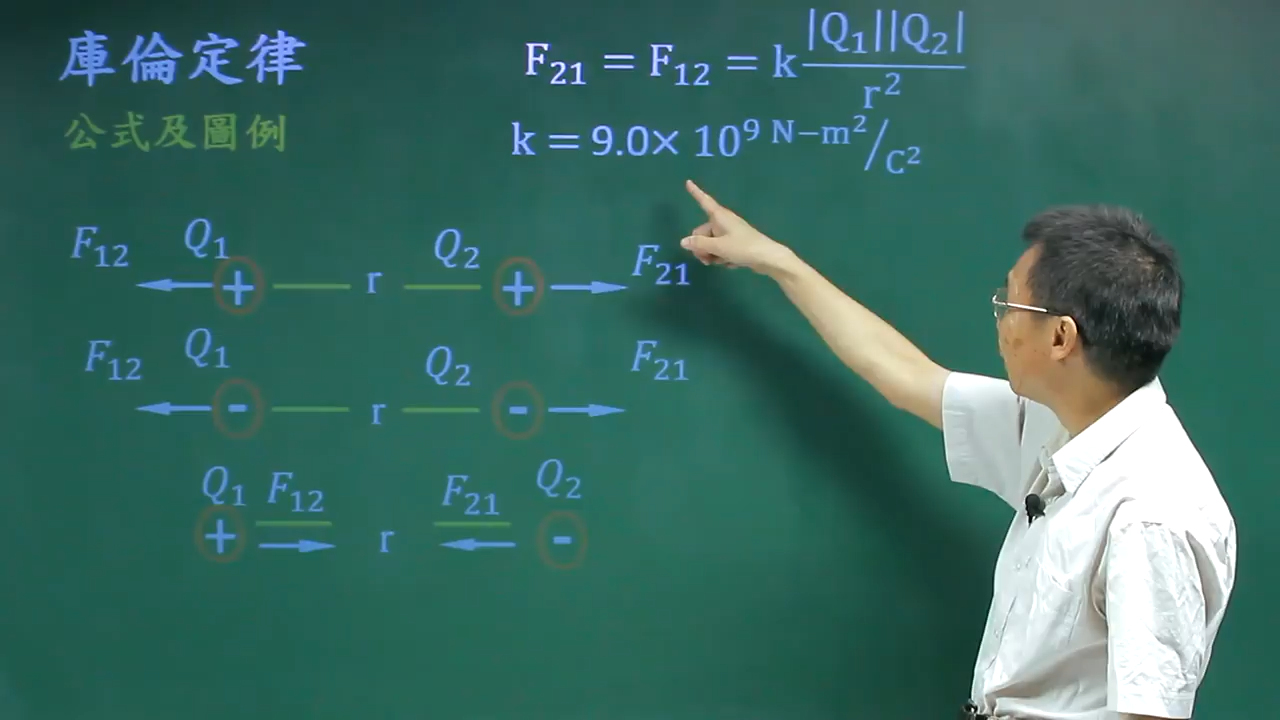 庫倫定律
公式及圖例
F₂₁ = F₁₂ = k |Q₁||Q₂| / r²
k = 9.0× 10⁹ N−m²/C²
F₁₂ Q₁ + r Q₂ + F₂₁
F₁₂ Q₁ - r Q₂ - F₂₁
Q₁ F₁₂ F₂₁ Q₂
+ r -